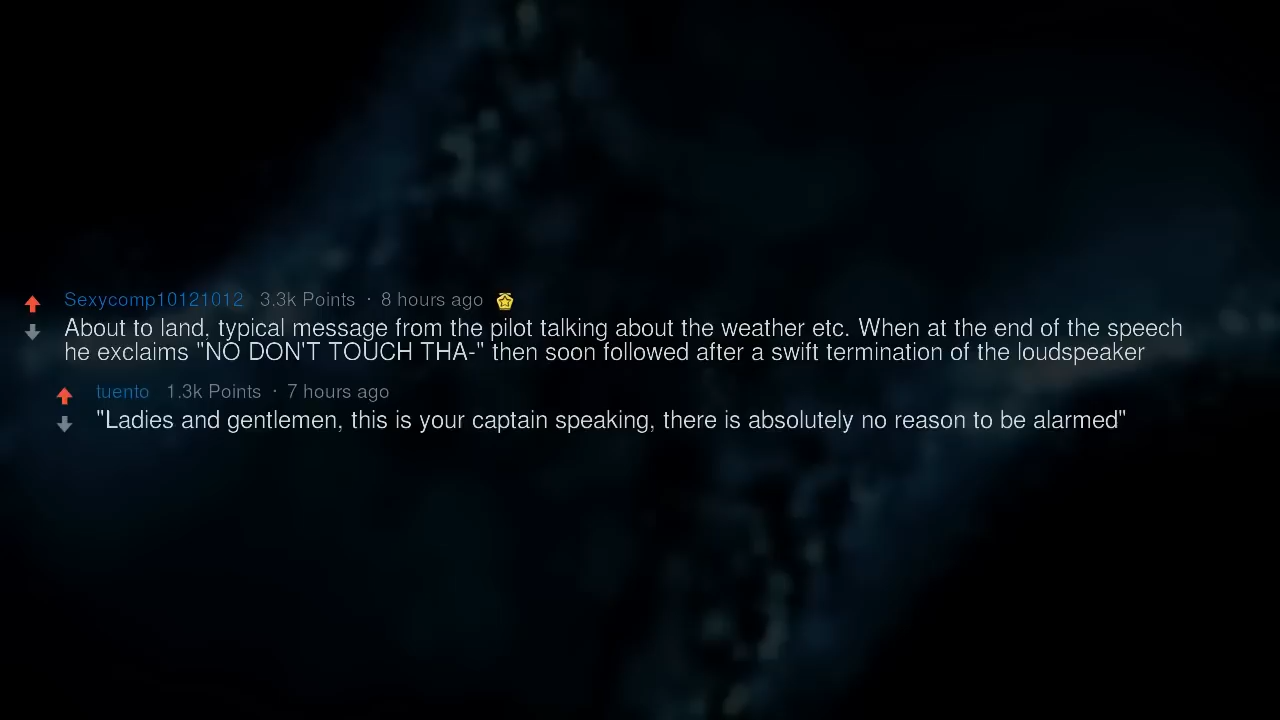 Sexycomp10121012 3.3k Points · 8 hours ago
About to land, typical message from the pilot talking about the weather etc. When at the end of the speech
he exclaims "NO DON'T TOUCH THA-" then soon followed after a swift termination of the loudspeaker
tuento 1.3k Points · 7 hours ago
"Ladies and gentlemen, this is your captain speaking, there is absolutely no reason to be alarmed"